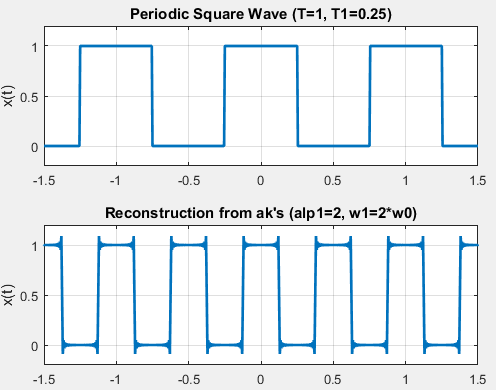 Periodic Square Wave (T=1, T1=0.25)
1
0.5
0
x(t)
-1.5 -1 -0.5 0 0.5 1 1.5
Reconstruction from ak's (alp1=2, w1=2*w0)
1
0.5
0
x(t)
-1.5 -1 -0.5 0 0.5 1 1.5